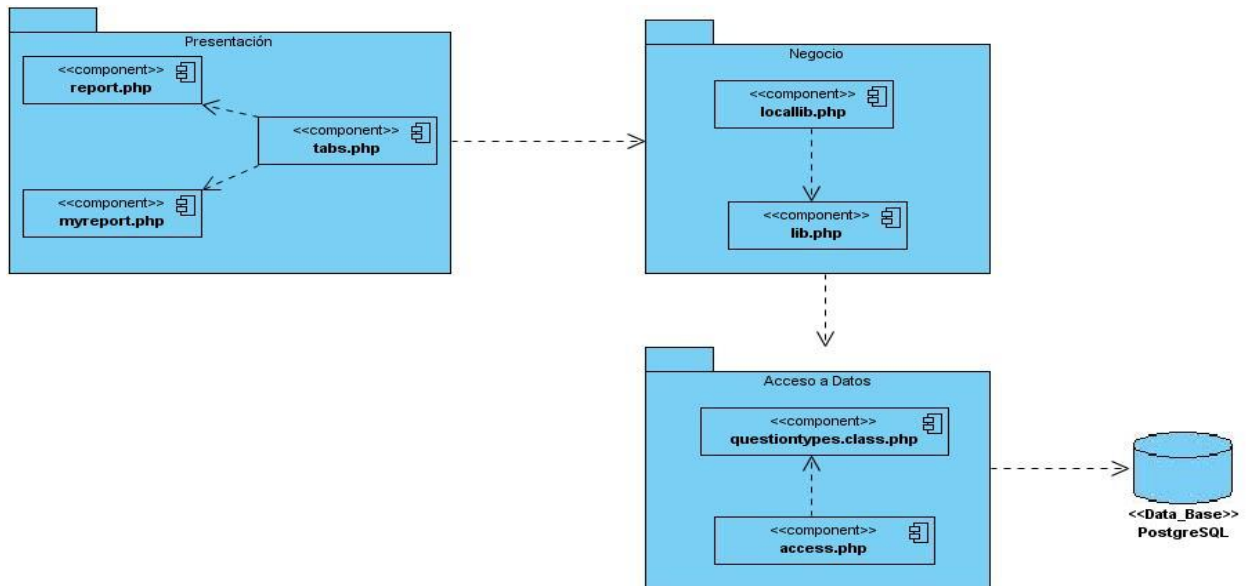 Presentación
<<component>>
report.php
<<component>>
tabs.php
<<component>>
myreport.php
Negocio
<<component>>
locallib.php
<<component>>
lib.php
Acceso a Datos
<<component>>
questiontypes.class.php
<<component>>
access.php
<<Data_Base>>
PostgreSQL